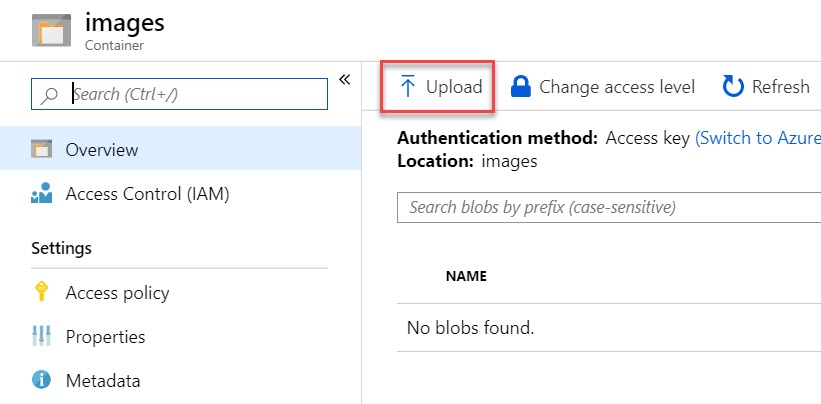 images
Container
Search (Ctrl+/)
«
Overview
Access Control (IAM)
Settings
Access policy
Properties
Metadata
Upload
Change access level
Refresh
Authentication method: Access key (Switch to Azure
Location: images
Search blobs by prefix (case-sensitive)
NAME
No blobs found.